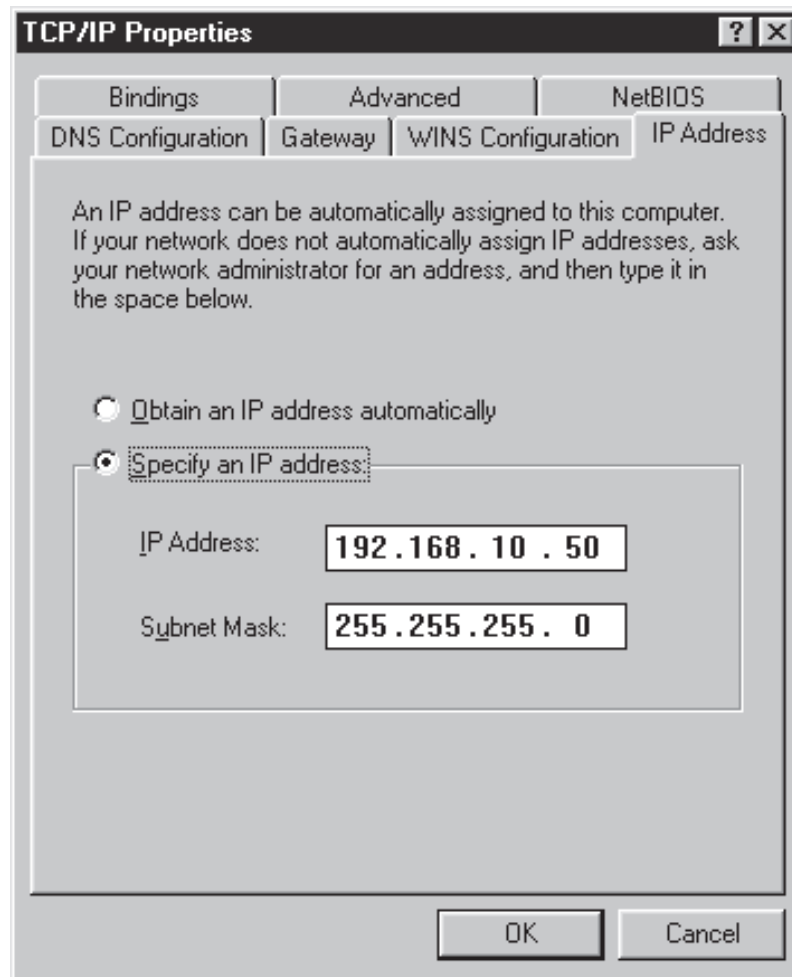 TCP/IP Properties
? X
Bindings Advanced NetBIOS
DNS Configuration Gateway WINS Configuration IP Address
An IP address can be automatically assigned to this computer.
If your network does not automatically assign IP addresses, ask
your network administrator for an address, and then type it in
the space below.
Obtain an IP address automatically
Specify an IP address:
IP Address: 192.168. 10 . 50
Subnet Mask: 255.255.255. 0
OK Cancel